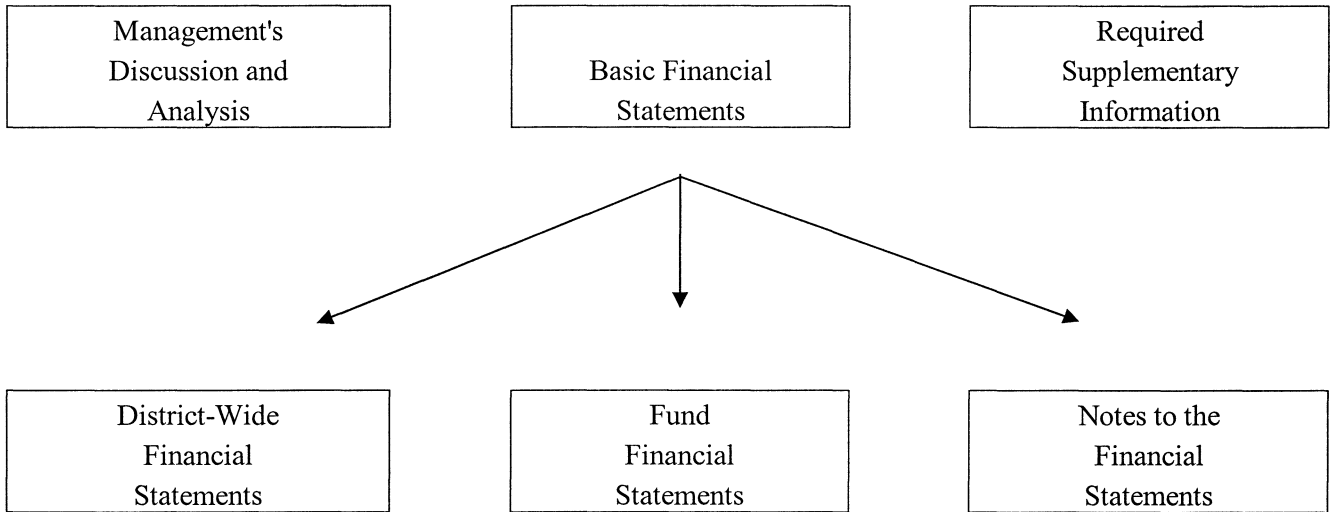 Management's
Discussion and
Analysis
Basic Financial
Statements
Required
Supplementary
Information
District-Wide
Financial
Statements
Fund
Financial
Statements
Notes to the
Financial
Statements